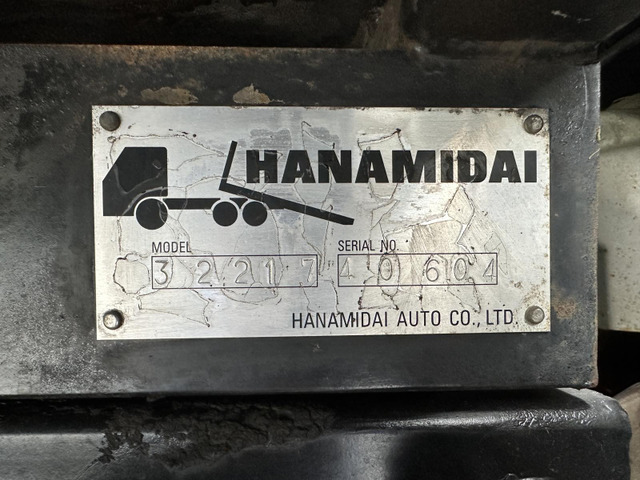 HANAMIDAI
MODEL SERIAL NO.
32217 40604
HANAMIDAI AUTO CO., LTD.